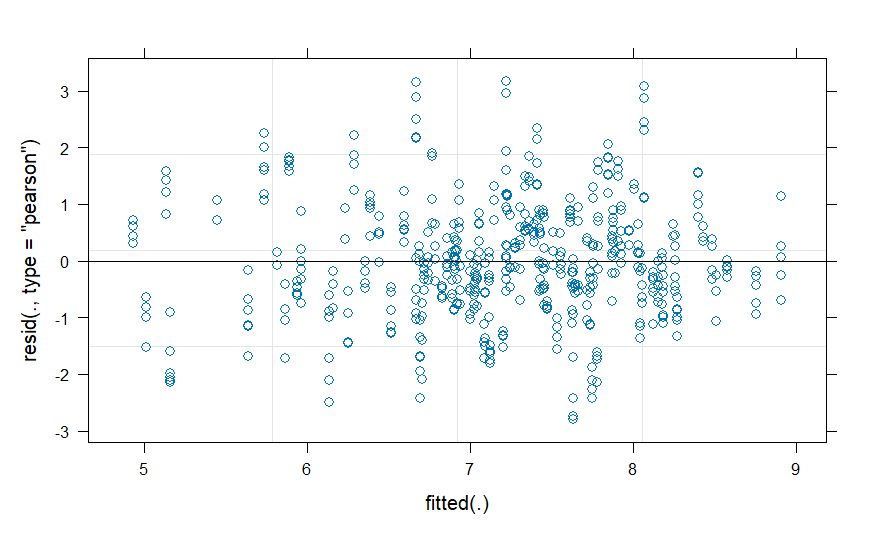 resid(., type = "pearson")
3
2
1
0
-1
-2
-3
5 6 7 8 9
fitted(.)